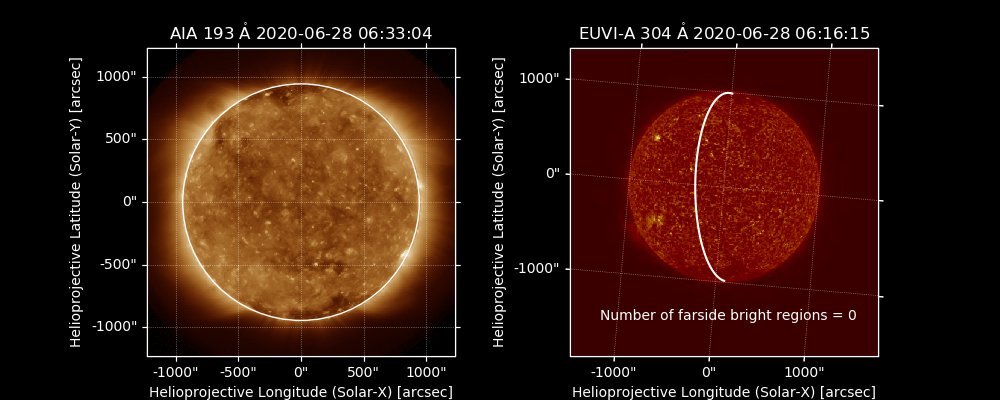 AIA 193 Å 2020-06-28 06:33:04
Helioprojective Latitude (Solar-Y) [arcsec]
1000"
500"
0"
-500"
-1000"
-1000" -500" 0" 500" 1000"
Helioprojective Longitude (Solar-X) [arcsec]
EUVI-A 304 Å 2020-06-28 06:16:15
Helioprojective Latitude (Solar-Y) [arcsec]
1000"
0"
-1000"
Number of farside bright regions = 0
-1000" 0" 1000"
Helioprojective Longitude (Solar-X) [arcsec]